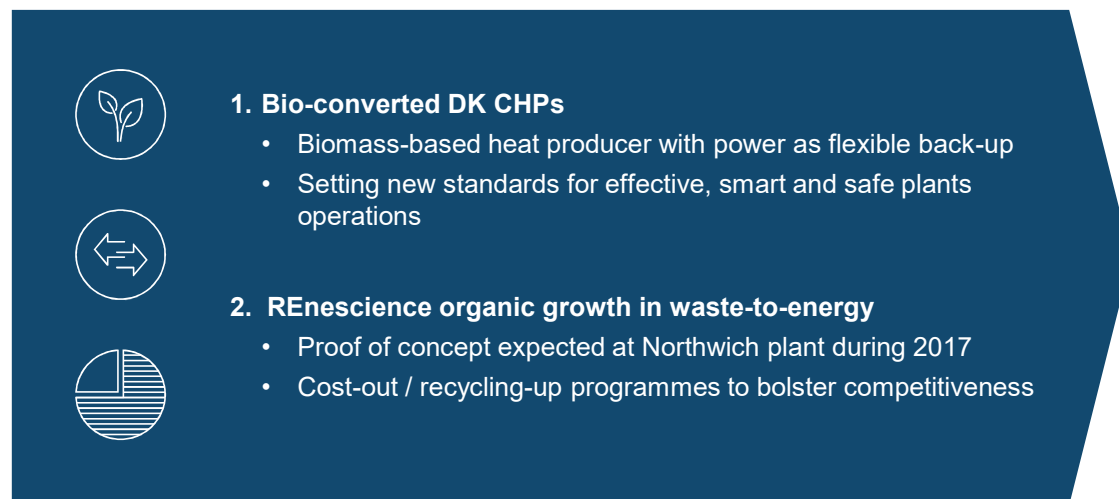 1. Bio-converted DK CHPs
• Biomass-based heat producer with power as flexible back-up
• Setting new standards for effective, smart and safe plants
operations
2. REnescience organic growth in waste-to-energy
• Proof of concept expected at Northwich plant during 2017
• Cost-out / recycling-up programmes to bolster competitiveness